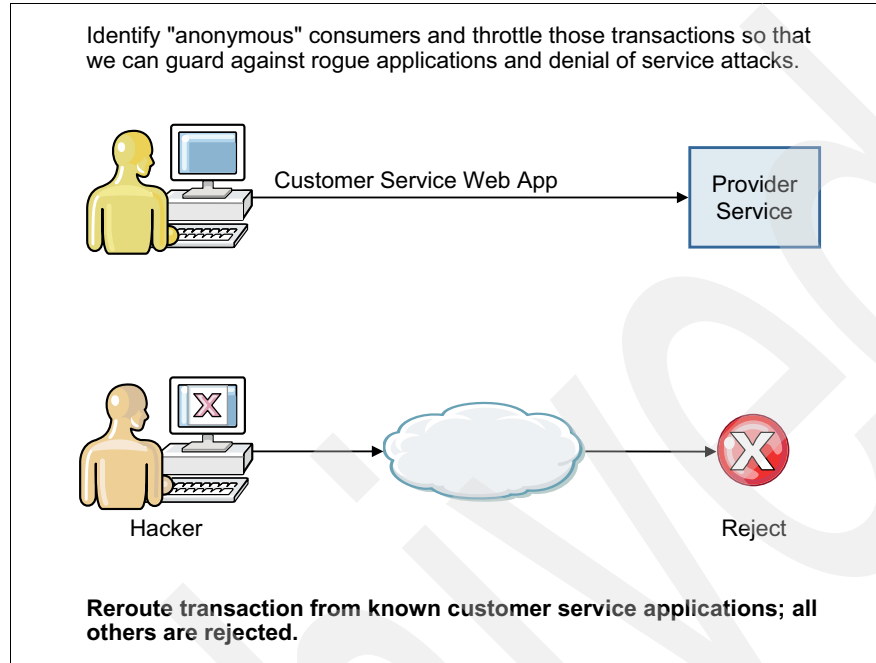 Identify "anonymous" consumers and throttle those transactions so that
we can guard against rogue applications and denial of service attacks.
Customer Service Web App
Provider
Service
X
X
Hacker
Reject
Reroute transaction from known customer service applications; all
others are rejected.